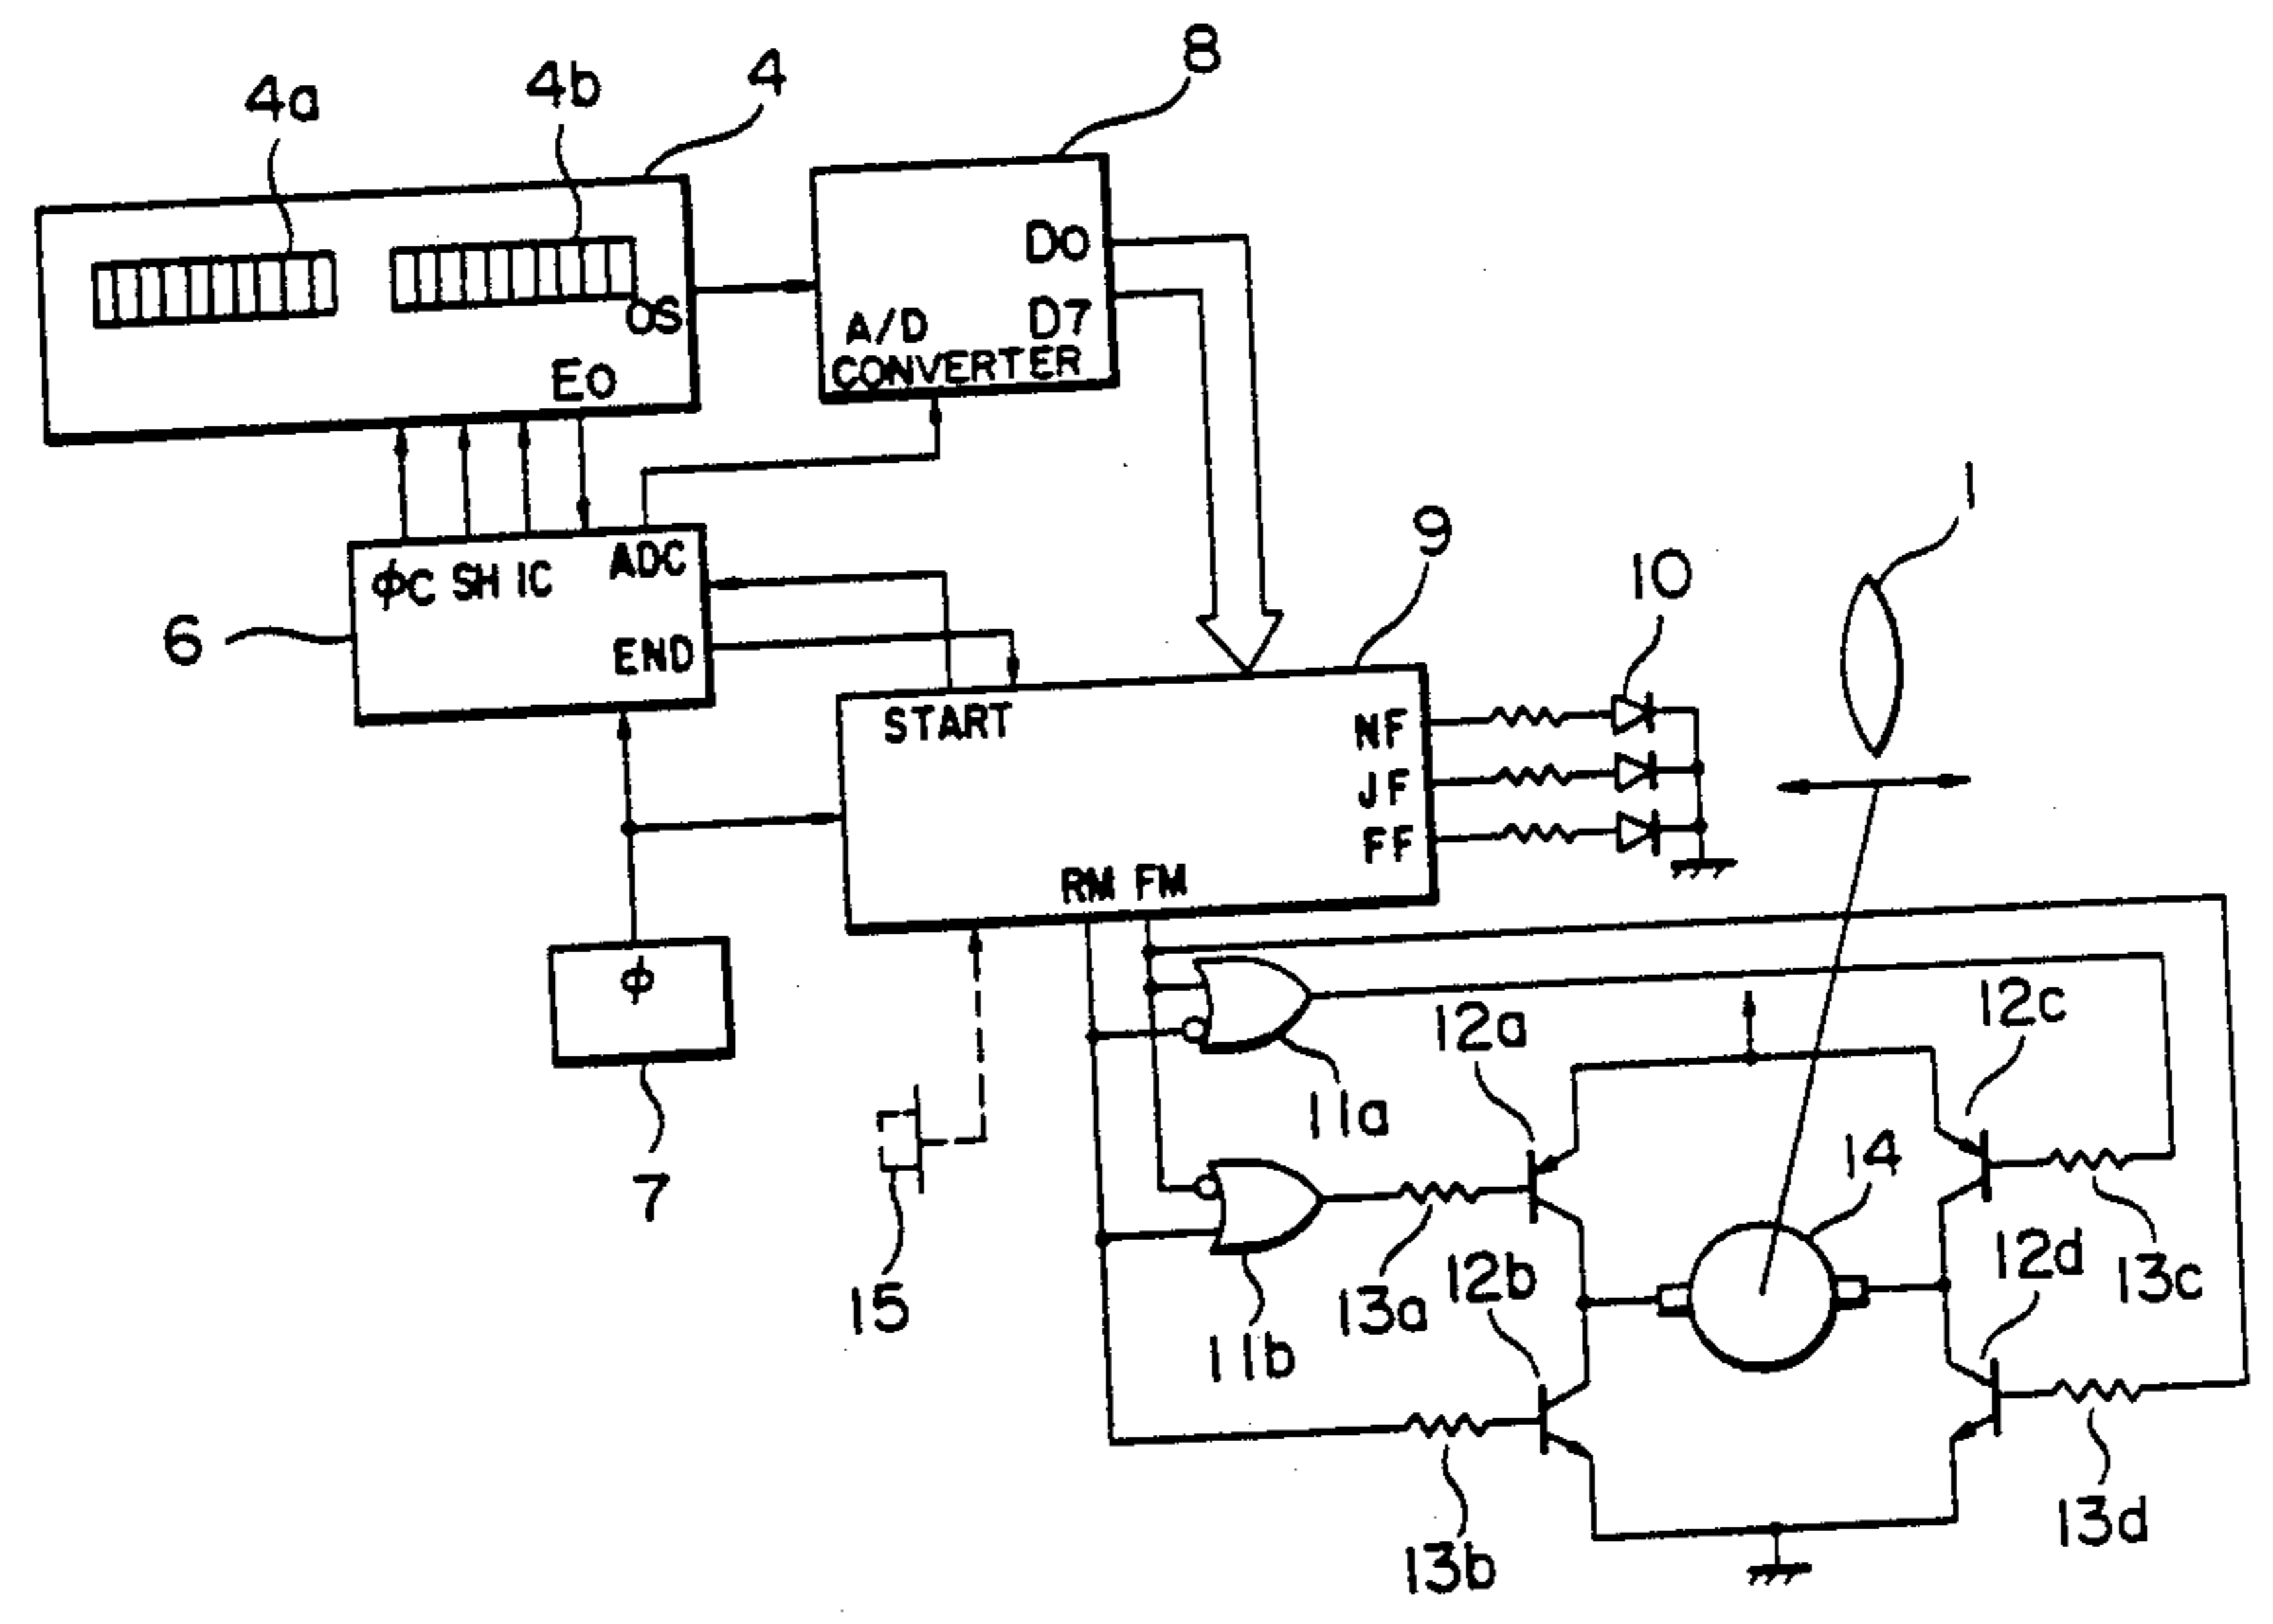 4a
4b
4
8
OS
EO
DO
D7
A/D
CONVERTER
ΦC SH IC
ADC
END
6
9
10
1
START
NF
JF
FF
RM FM
Φ
7
15
11a
11b
12a
12b
12c
12d
13a
13b
13c
13d
14